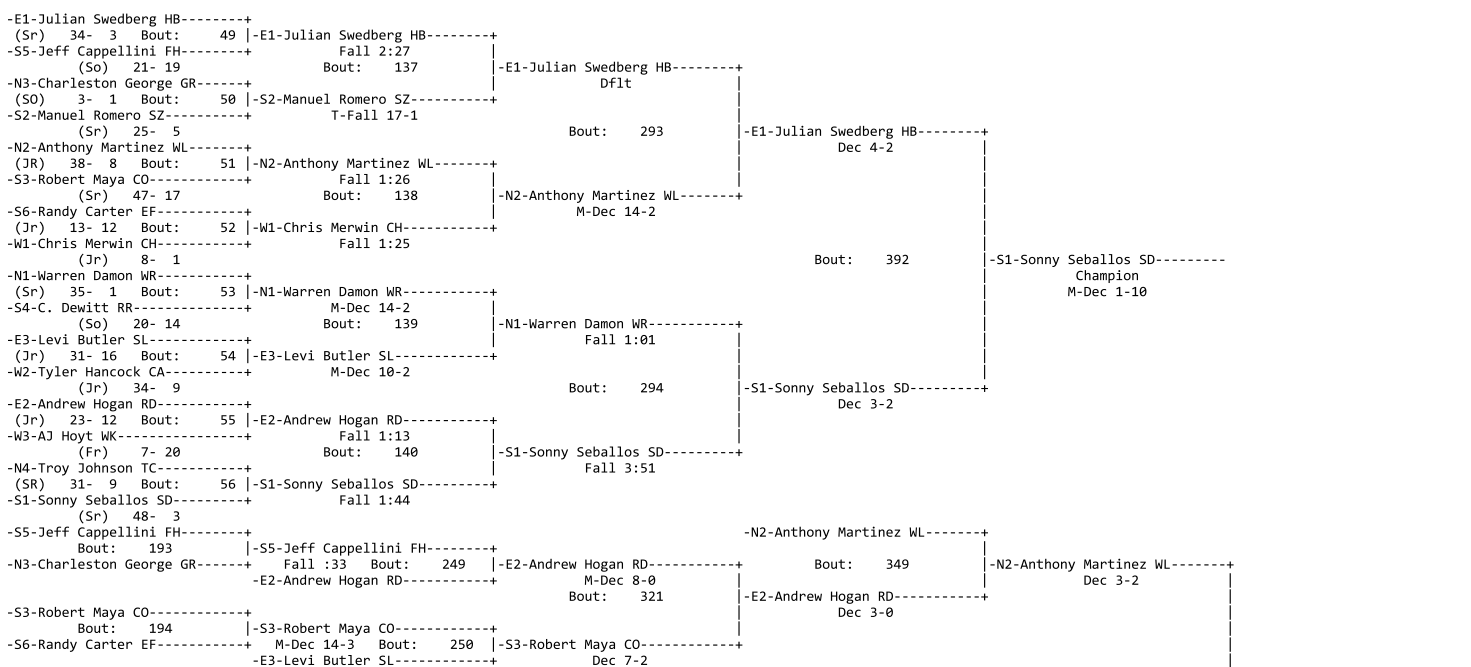 -E1-Julian Swedberg HB--------+
(Sr) 34- 3 Bout: 49 |-E1-Julian Swedberg HB--------+
-S5-Jeff Cappellini FH--------+ Fall 2:27 |
(So) 21- 19 Bout: 137 |-E1-Julian Swedberg HB--------+
-N3-Charleston George GR------+ | Dflt |
(SO) 3- 1 Bout: 50 |-S2-Manuel Romero SZ----------+ |
-S2-Manuel Romero SZ----------+ T-Fall 17-1 |
(Sr) 25- 5 Bout: 293 |-E1-Julian Swedberg HB--------+
-N2-Anthony Martinez WL-------+ | Dec 4-2 |
(JR) 38- 8 Bout: 51 |-N2-Anthony Martinez WL-------+ | |
-S3-Robert Maya CO------------+ Fall 1:26 | | |
(Sr) 47- 17 Bout: 138 |-N2-Anthony Martinez WL-------+ |
-S6-Randy Carter EF-----------+ | M-Dec 14-2 |
(Jr) 13- 12 Bout: 52 |-W1-Chris Merwin CH-----------+ |
-W1-Chris Merwin CH-----------+ Fall 1:25 |
(Jr) 8- 1 Bout: 392 |-S1-Sonny Seballos SD---------
-N1-Warren Damon WR-----------+ | Champion
(Sr) 35- 1 Bout: 53 |-N1-Warren Damon WR-----------+ | M-Dec 1-10
-S4-C. Dewitt RR--------------+ M-Dec 14-2 | |
(So) 20- 14 Bout: 139 |-N1-Warren Damon WR-----------+ |
-E3-Levi Butler SL------------+ | Fall 1:01 | |
(Jr) 31- 16 Bout: 54 |-E3-Levi Butler SL------------+ | |
-W2-Tyler Hancock CA----------+ M-Dec 10-2 | |
(Jr) 34- 9 Bout: 294 |-S1-Sonny Seballos SD---------+
-E2-Andrew Hogan RD-----------+ | Dec 3-2
(Jr) 23- 12 Bout: 55 |-E2-Andrew Hogan RD-----------+ |
-W3-AJ Hoyt WK----------------+ Fall 1:13 | |
(Fr) 7- 20 Bout: 140 |-S1-Sonny Seballos SD---------+
-N4-Troy Johnson TC-----------+ | Fall 3:51
(SR) 31- 9 Bout: 56 |-S1-Sonny Seballos SD---------+
-S1-Sonny Seballos SD---------+ Fall 1:44
(Sr) 48- 3
-S5-Jeff Cappellini FH--------+ -N2-Anthony Martinez WL-------+
Bout: 193 |-S5-Jeff Cappellini FH--------+ |
-N3-Charleston George GR------+ Fall :33 Bout: 249 |-E2-Andrew Hogan RD-----------+ Bout: 349 |-N2-Anthony Martinez WL-------+
-E2-Andrew Hogan RD-----------+ M-Dec 8-0 | | Dec 3-2 |
Bout: 321 |-E2-Andrew Hogan RD-----------+ |
-S3-Robert Maya CO------------+ | Dec 3-0 |
Bout: 194 |-S3-Robert Maya CO------------+ | |
-S6-Randy Carter EF-----------+ M-Dec 14-3 Bout: 250 |-S3-Robert Maya CO------------+ |
-E3-Levi Butler SL------------+ Dec 7-2 |